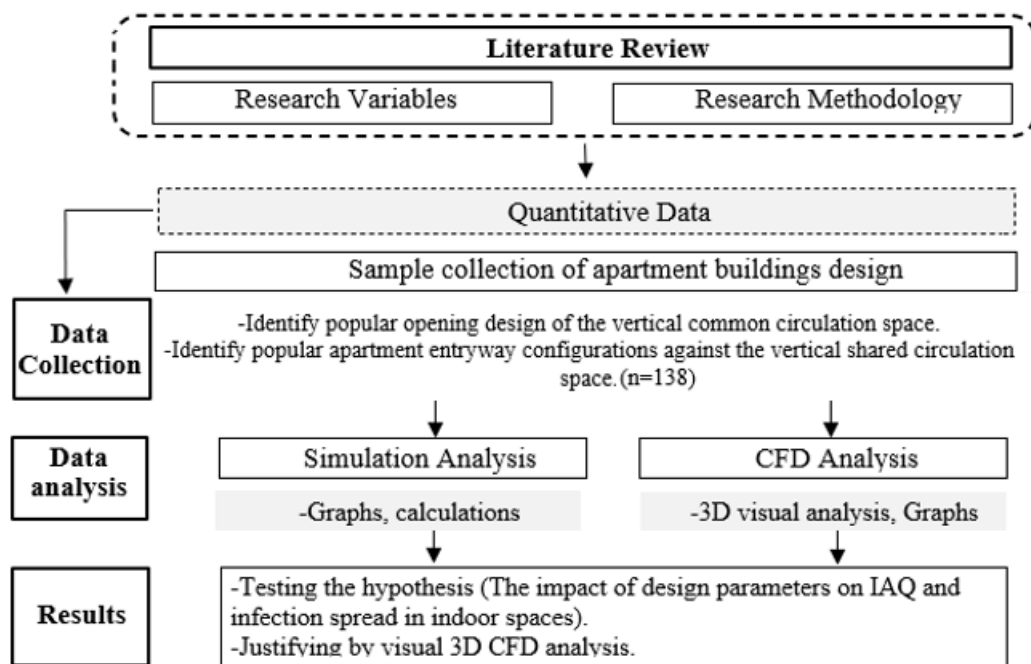 Literature Review
Research Variables
Research Methodology
Quantitative Data
Sample collection of apartment buildings design
Data
Collection
-Identify popular opening design of the vertical common circulation space.
-Identify popular apartment entryway configurations against the vertical shared circulation
space.(n=138)
Data
analysis
Simulation Analysis
CFD Analysis
-Graphs, calculations
-3D visual analysis, Graphs
Results
-Testing the hypothesis (The impact of design parameters on IAQ and
infection spread in indoor spaces).
-Justifying by visual 3D CFD analysis.